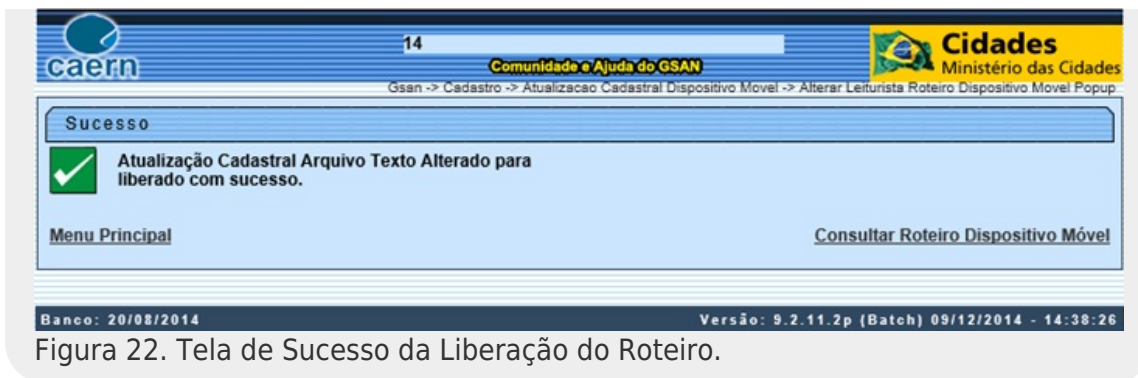 caern
14
Comunidade e Ajuda do GSAN
Cidades
Ministério das Cidades
Gsan -> Cadastro -> Atualizacao Cadastral Dispositivo Movel -> Alterar Leiturista Roteiro Dispositivo Movel Popup
Sucesso
Atualização Cadastral Arquivo Texto Alterado para
liberado com sucesso.
Menu Principal
Consultar Roteiro Dispositivo Móvel
Banco: 20/08/2014
Versão: 9.2.11.2p (Batch) 09/12/2014 - 14:38:26
Figura 22. Tela de Sucesso da Liberação do Roteiro.